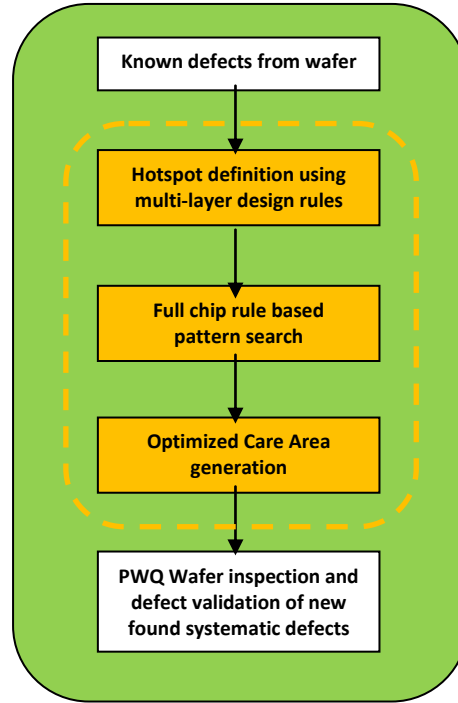 Known defects from wafer
Hotspot definition using
multi-layer design rules
Full chip rule based
pattern search
Optimized Care Area
generation
PWQ Wafer inspection and
defect validation of new
found systematic defects